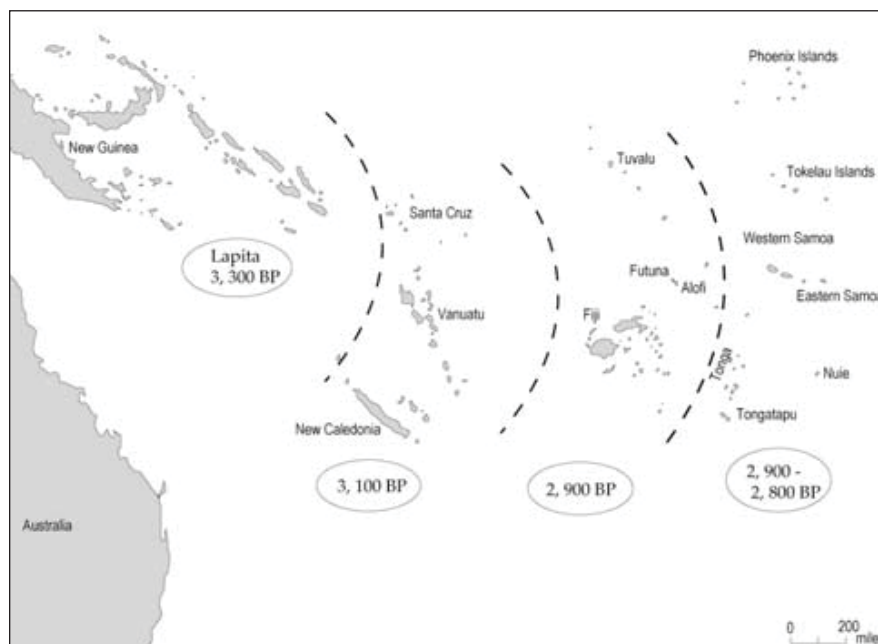 Phoenix Islands
New Guinea
Tuvalu
Tokelau Islands
Santa Cruz
Western Samoa
Lapita
3, 300 BP
Futuna
Alofi
Eastern Samoa
Vanuatu
Fiji
Tonga
Nuie
New Caledonia
Tongatapu
3, 100 BP
2, 900 BP
2, 900 -
2, 800 BP
Australia
0 200
mile